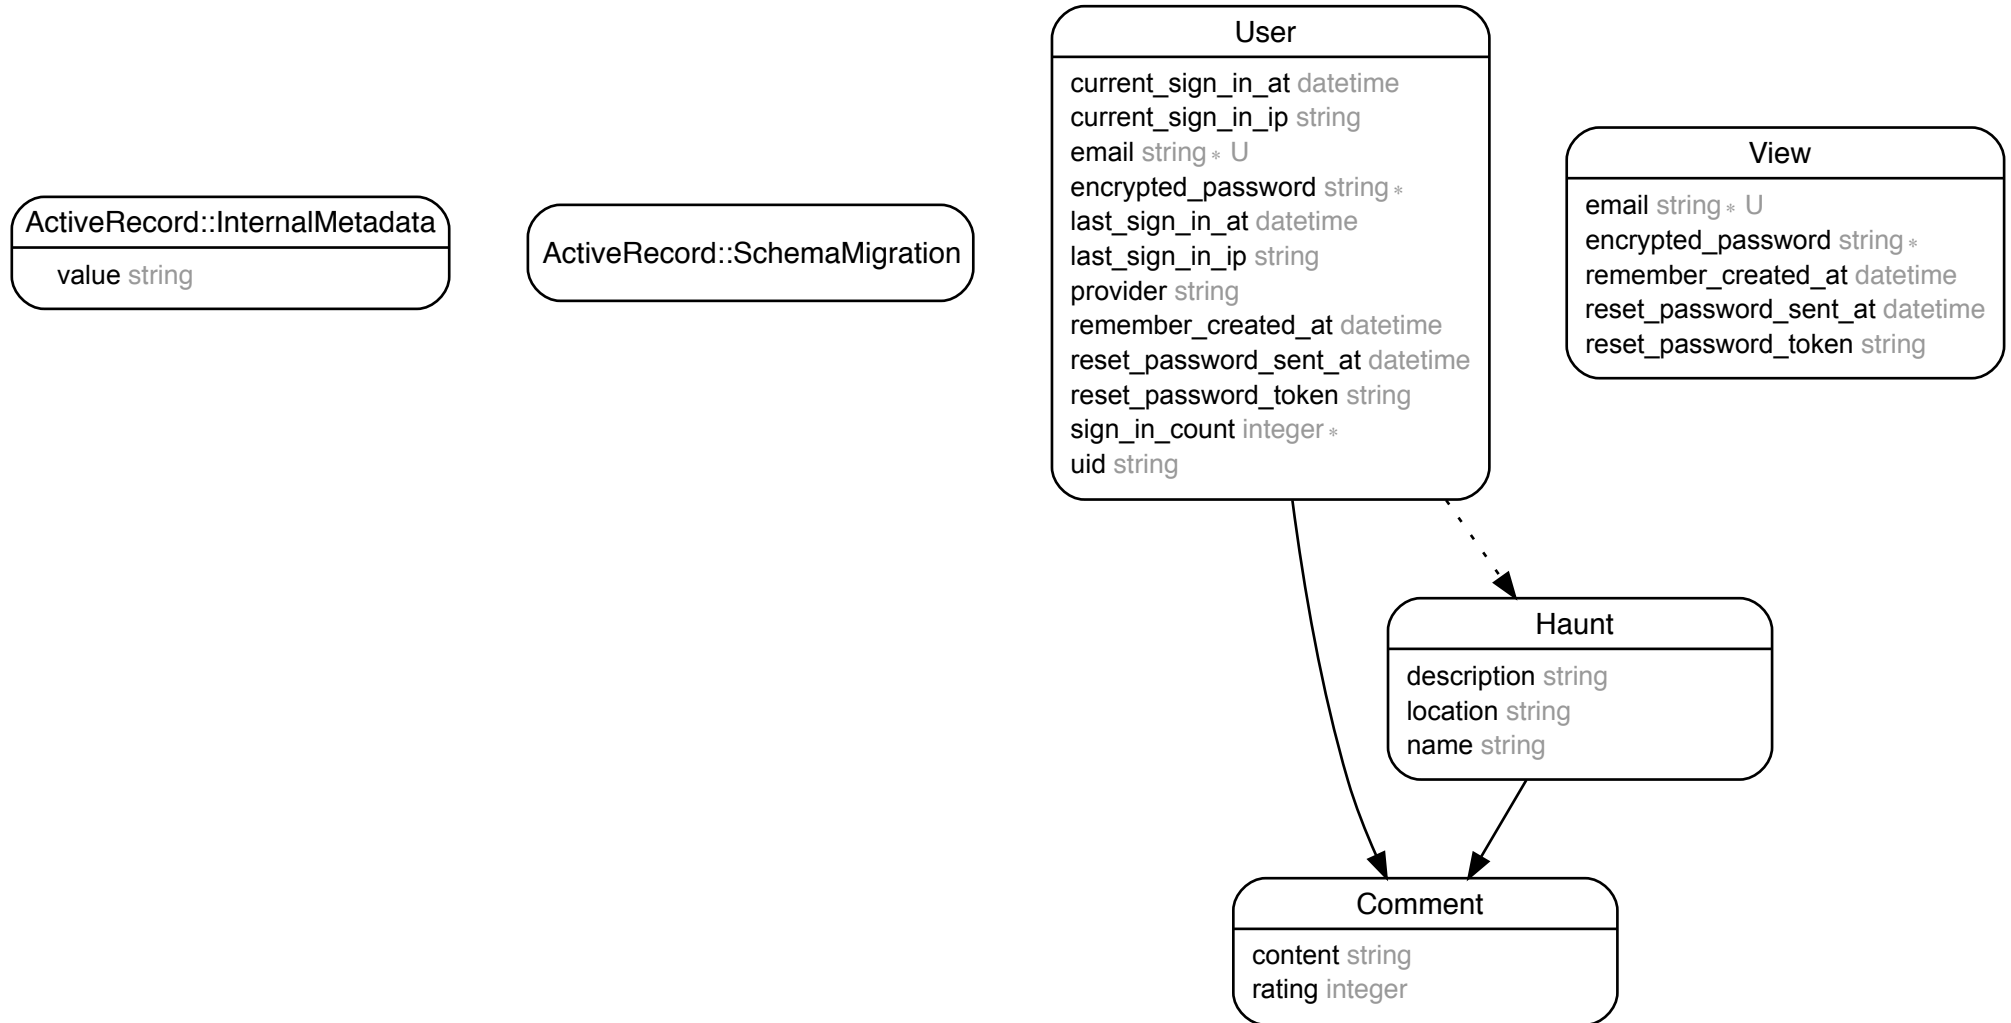 ActiveRecord::InternalMetadata
value string
ActiveRecord::SchemaMigration
User
current_sign_in_at datetime
current_sign_in_ip string
email string * U
encrypted_password string *
last_sign_in_at datetime
last_sign_in_ip string
provider string
remember_created_at datetime
reset_password_sent_at datetime
reset_password_token string
sign_in_count integer *
uid string
View
email string * U
encrypted_password string *
remember_created_at datetime
reset_password_sent_at datetime
reset_password_token string
Haunt
description string
location string
name string
Comment
content string
rating integer